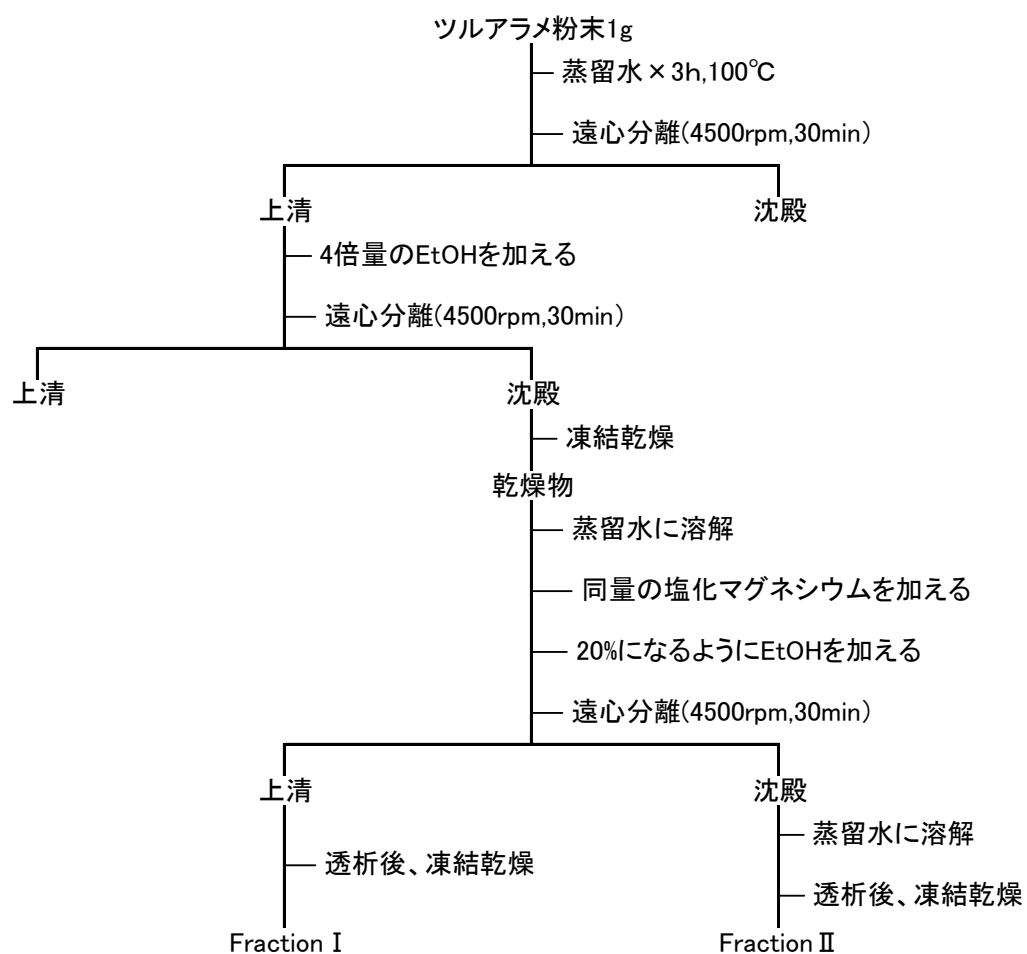 ツルアラメ粉末1g
蒸留水×3h,100℃
遠心分離(4500rpm,30min)
上清
沈殿
4倍量のEtOHを加える
遠心分離(4500rpm,30min)
上清
沈殿
凍結乾燥
乾燥物
蒸留水に溶解
同量の塩化マグネシウムを加える
20%になるようにEtOHを加える
遠心分離(4500rpm,30min)
上清
沈殿
蒸留水に溶解
透析後、凍結乾燥
透析後、凍結乾燥
Fraction Ⅰ
Fraction Ⅱ